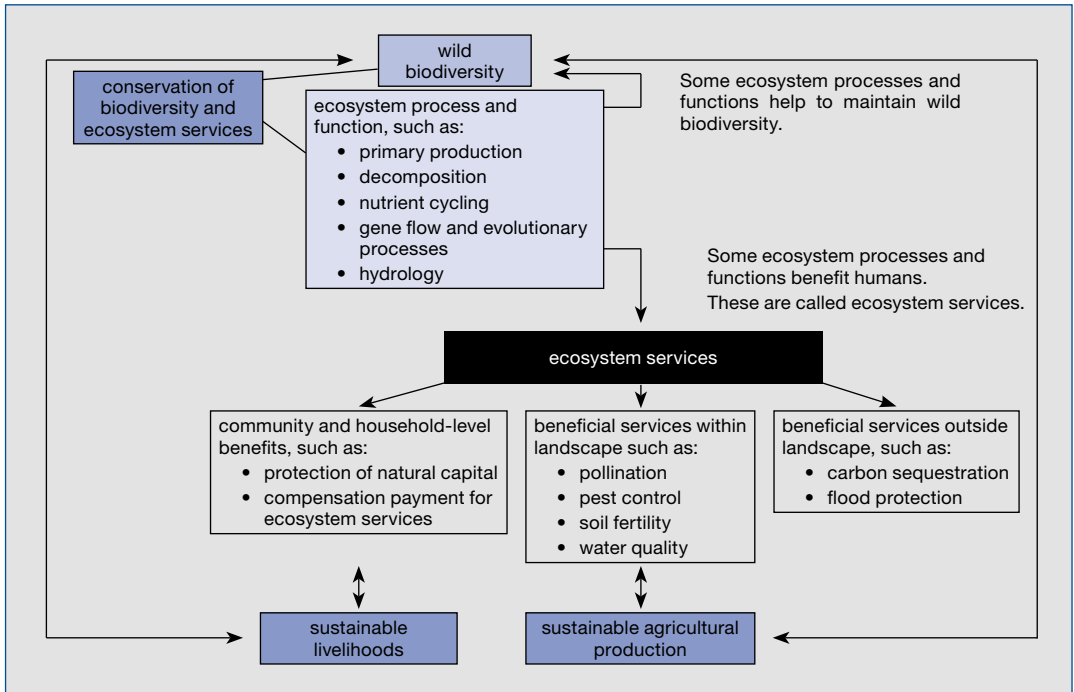 wild
biodiversity
conservation of
biodiversity and
ecosystem services
Some ecosystem processes and
functions help to maintain wild
biodiversity.
ecosystem process and
function, such as:
• primary production
• decomposition
• nutrient cycling
• gene flow and evolutionary
processes
• hydrology
Some ecosystem processes and
functions benefit humans.
These are called ecosystem services.
ecosystem services
community and household-level
benefits, such as:
• protection of natural capital
• compensation payment for
ecosystem services
beneficial services within
landscape such as:
• pollination
• pest control
• soil fertility
• water quality
beneficial services outside
landscape, such as:
• carbon sequestration
• flood protection
sustainable
livelihoods
sustainable agricultural
production